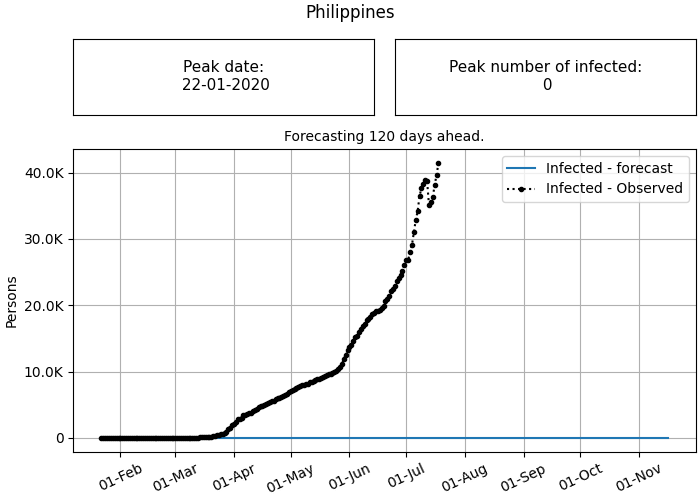 Philippines
Peak date:
22-01-2020
Peak number of infected:
0
Forecasting 120 days ahead.
Infected - forecast
Infected - Observed
40.0K
30.0K
20.0K
10.0K
0
Persons
01-Feb
01-Mar
01-Apr
01-May
01-Jun
01-Jul
01-Aug
01-Sep
01-Oct
01-Nov